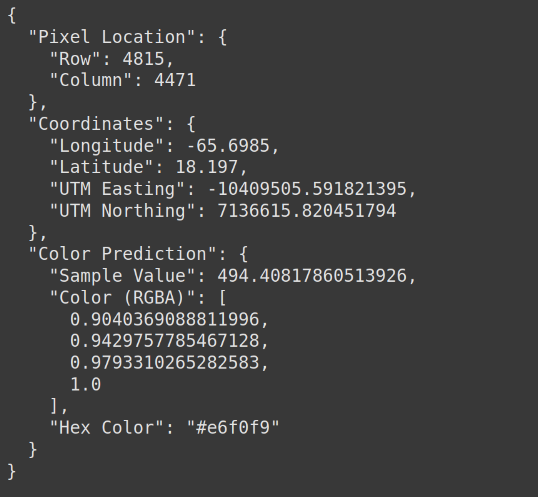 {
  "Pixel Location": {
    "Row": 4815,
    "Column": 4471
  },
  "Coordinates": {
    "Longitude": -65.6985,
    "Latitude": 18.197,
    "UTM Easting": -10409505.591821395,
    "UTM Northing": 7136615.820451794
  },
  "Color Prediction": {
    "Sample Value": 494.40817860513926,
    "Color (RGBA)": [
      0.9040369088811996,
      0.9429757785467128,
      0.9793310265282583,
      1.0
    ],
    "Hex Color": "#e6f0f9"
  }
}